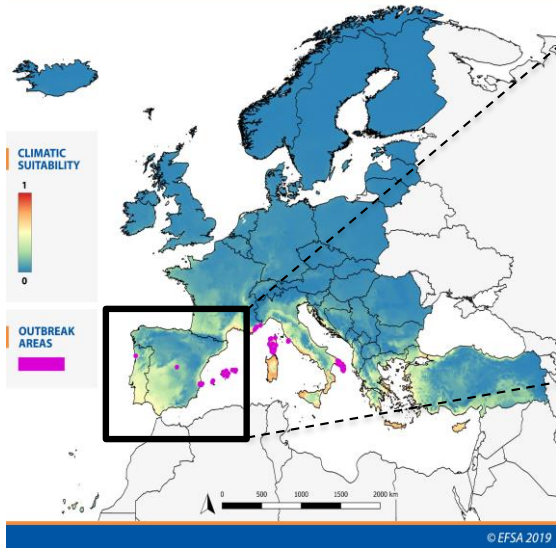 CLIMATIC
SUITABILITY
1
0
OUTBREAK
AREAS
0 500 1000 1500 2000 km
© EFSA 2019